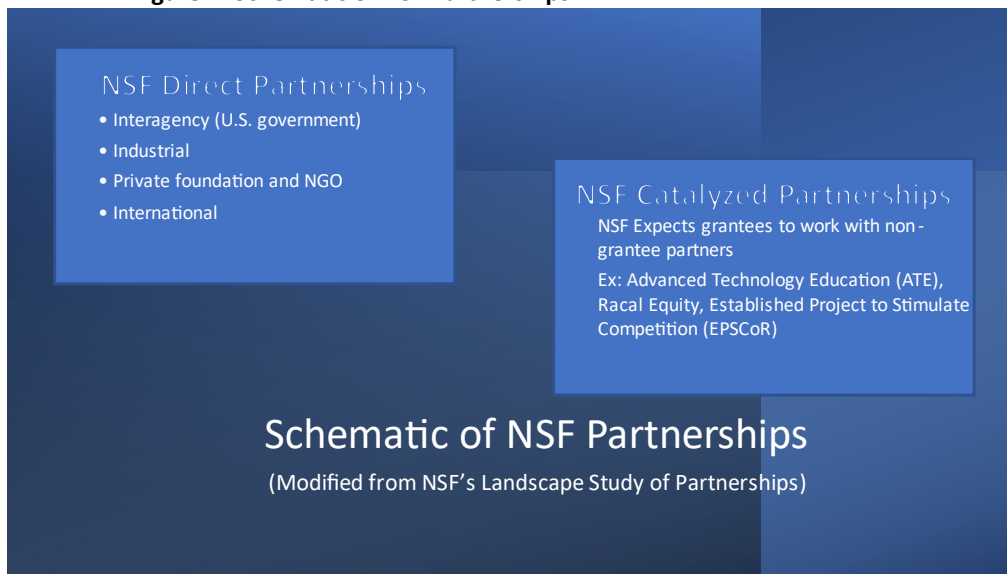 NSF Direct Partnerships
• Interagency (U.S. government)
• Industrial
• Private foundation and NGO
• International
NSF Catalyzed Partnerships
NSF Expects grantees to work with non-
grantee partners
Ex: Advanced Technology Education (ATE),
Racal Equity, Established Project to Stimulate
Competition (EPSCoR)
Schematic of NSF Partnerships
(Modified from NSF's Landscape Study of Partnerships)